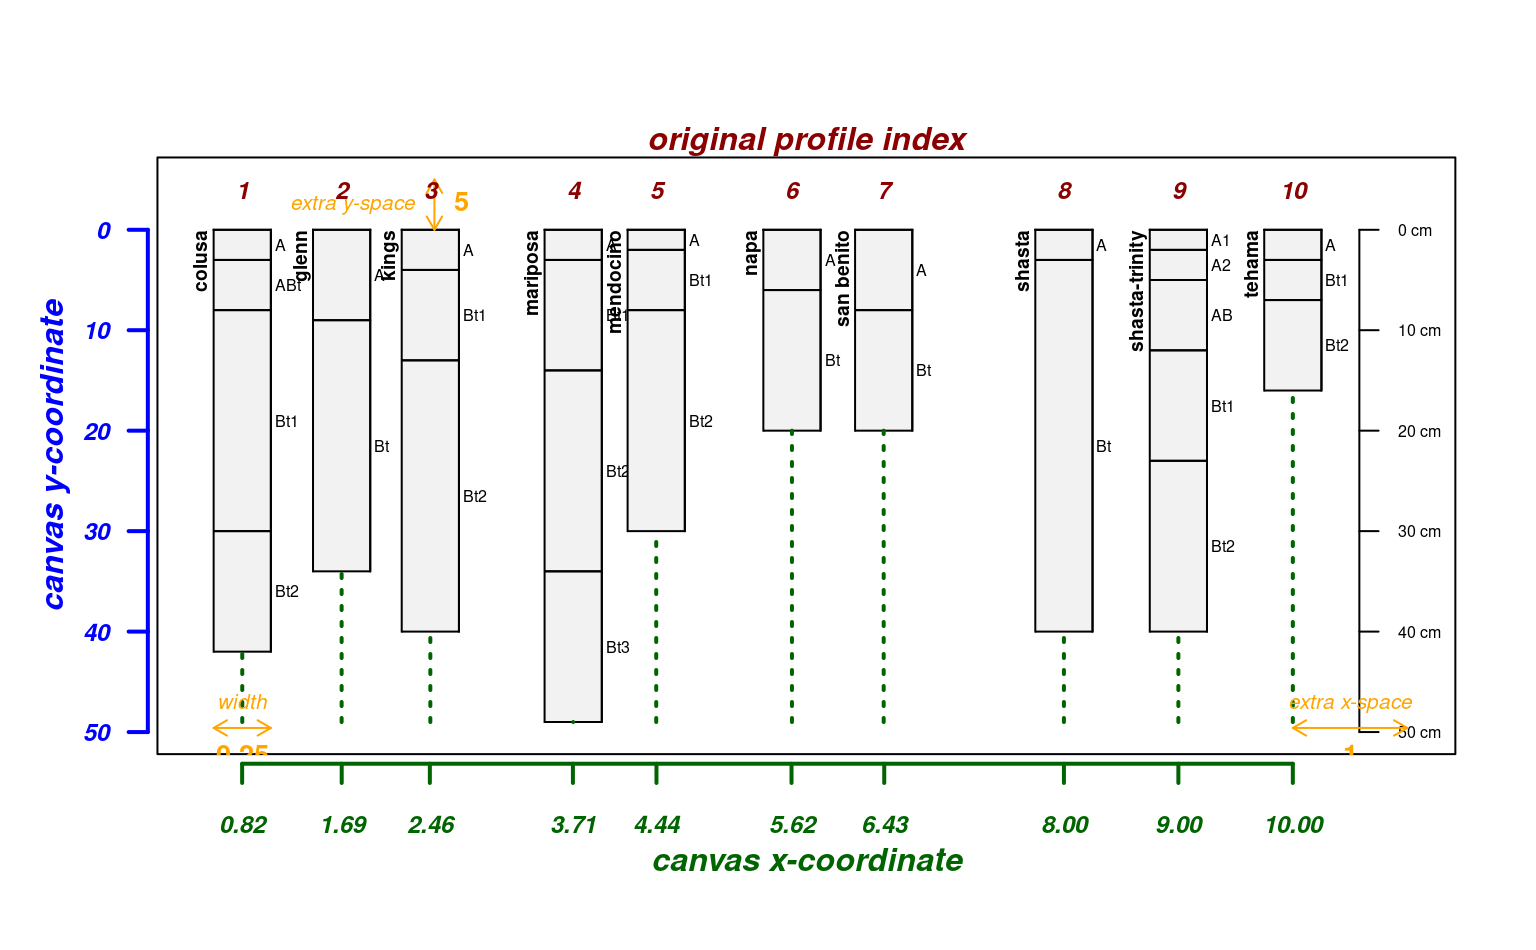 original profile index
1 2 3 4 5 6 7 8 9 10
extra y-space 5
canvas y-coordinate
0
10
20
30
40
50
colusa
A
ABt
Bt1
Bt2
glenn
A
Bt
kings
A
Bt1
Bt2
mariposa
A
Bt1
Bt2
Bt3
mendocino
A
Bt1
Bt2
napa
A
Bt
san benito
A
Bt
shasta
A
Bt
shasta-trinity
A1
A2
AB
Bt1
Bt2
tehama
A
Bt1
Bt2
0 cm
10 cm
20 cm
30 cm
40 cm
50 cm
width
0.25
extra x-space
1
0.82 1.69 2.46 3.71 4.44 5.62 6.43 8.00 9.00 10.00
canvas x-coordinate